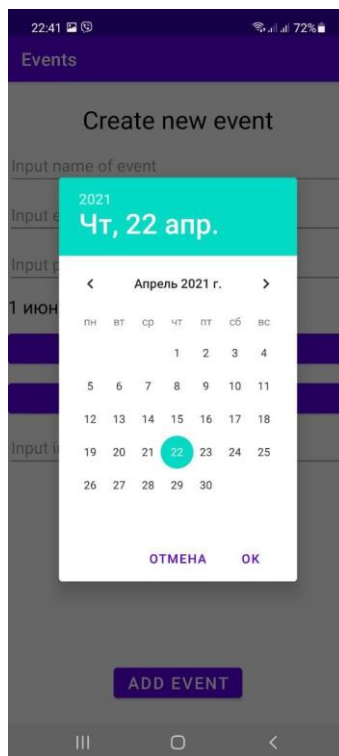 22:41 72%
Events
Create new event
Input name of event
Input
Input
1 июн
Input
2021
Чт, 22 апр.
Апрель 2021 г.
пн вт ср чт пт сб вс
1 2 3 4
5 6 7 8 9 10 11
12 13 14 15 16 17 18
19 20 21 22 23 24 25
26 27 28 29 30
ОТМЕНА ОК
ADD EVENT